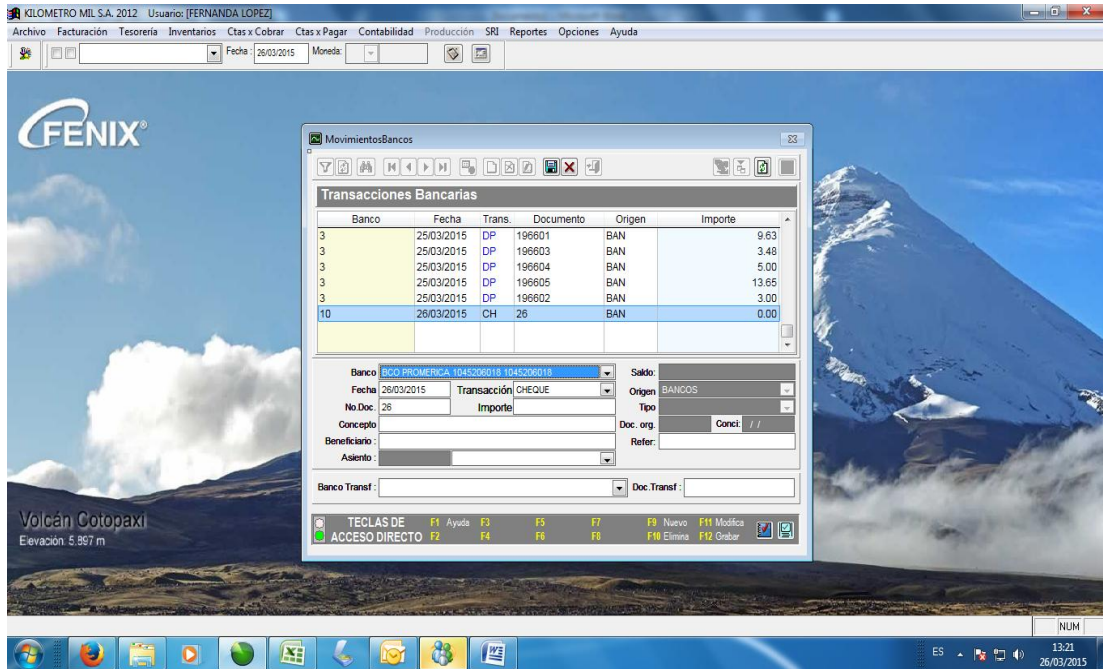 KILOMETRO MIL S.A. 2012 Usuario: [FERNANDA LOPEZ]
Archivo Facturación Tesorería Inventarios Ctas x Cobrar Ctas x Pagar Contabilidad Producción SRI Reportes Opciones Ayuda
Fecha : 26/03/2015 Moneda:
FENIX®
MovimientosBancos
Transacciones Bancarias
Banco Fecha Trans. Documento Origen Importe
3 25/03/2015 DP 196601 BAN 9.63
3 25/03/2015 DP 196603 BAN 3.48
3 25/03/2015 DP 196604 BAN 5.00
3 25/03/2015 DP 196605 BAN 13.65
3 25/03/2015 DP 196602 BAN 3.00
10 26/03/2015 CH 26 BAN 0.00
Banco BCO PROMERICA 1045206018 1045206018 Saldo:
Fecha 26/03/2015 Transacción CHEQUE Origen BANCOS
No.Doc. 26 Importe Tipo
Concepto Doc. org. Conci: / /
Beneficiario : Refer:
Asiento :
Banco Transf : Doc.Transf :
TECLAS DE F1 Ayuda F3 F5 F7 F9 Nuevo F11 Modifica
ACCESO DIRECTO F2 F4 F6 F8 F10 Elimina F12 Grabar
Volcán Cotopaxi
Elevación: 5.897 m
NUM
ES 13:21
26/03/2015